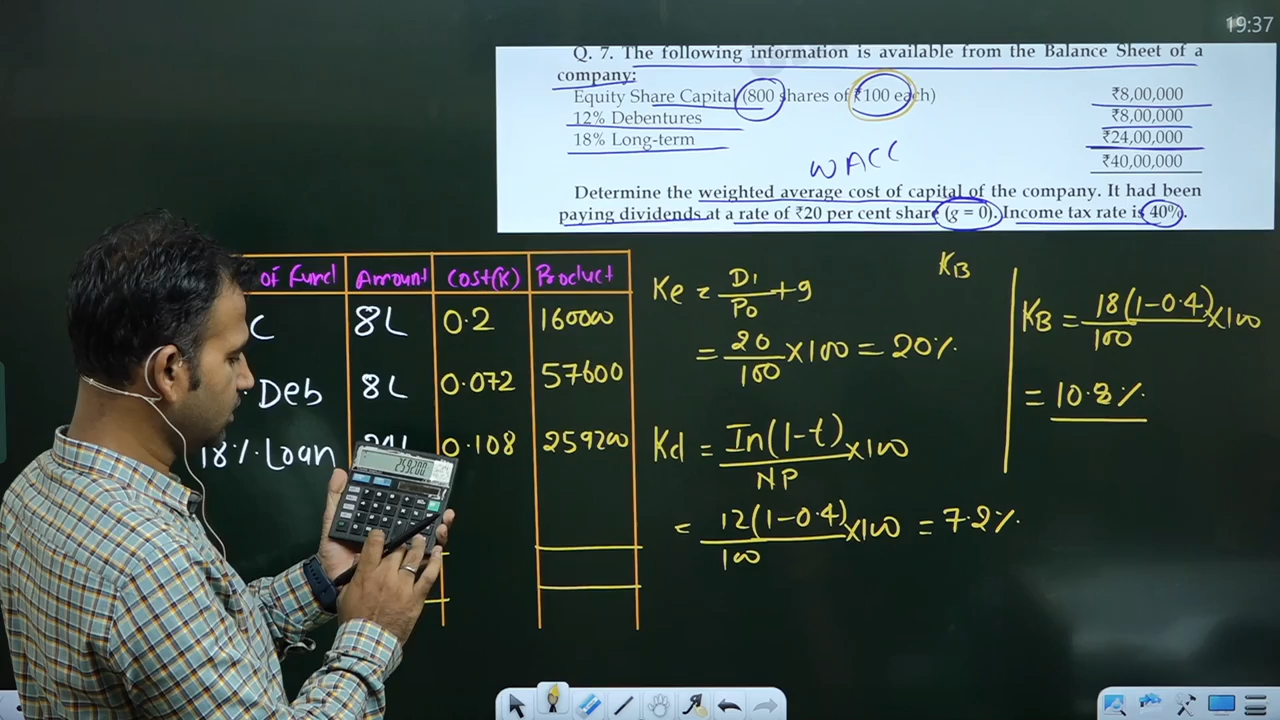 19:37
Q. 7. The following information is available from the Balance Sheet of a
company:
Equity Share Capital (800 shares of ₹100 each) ₹8,00,000
12% Debentures ₹8,00,000
18% Long-term ₹24,00,000
₹40,00,000
WACC
Determine the weighted average cost of capital of the company. It had been
paying dividends at a rate of ₹20 per cent share (g = 0). Income tax rate is 40%.
of Fund Amount Cost(K) Product
C 8L 0.2 160000
Deb 8L 0.072 57600
18%. Loan 24L 0.108 259200
259200
Ke = D1/P0 + g
= 20/100 × 100 = 20%
Kd = In(1-t)/NP × 100
= 12(1-0.4)/100 × 100 = 7.2%
KB
KB = 18(1-0.4)/100 × 100
= 10.8%